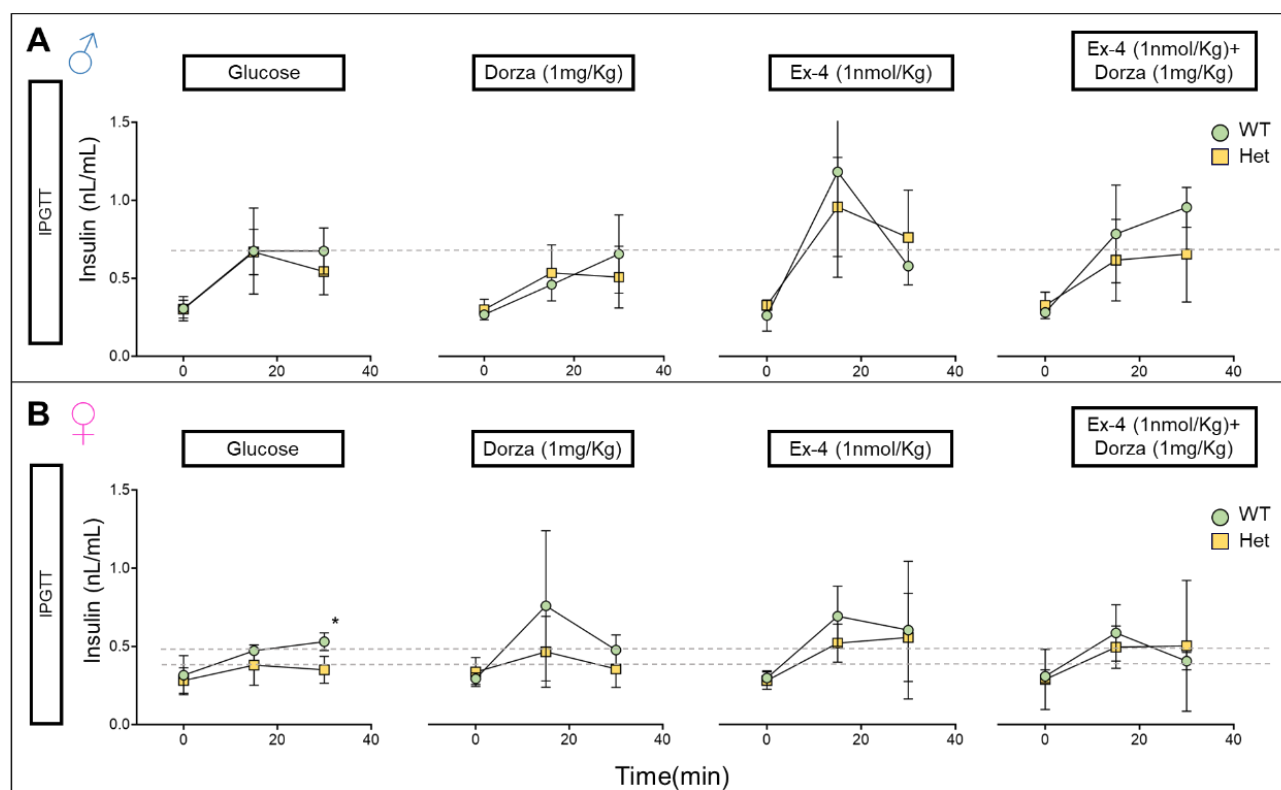 A
Glucose
Dorza (1mg/Kg)
Ex-4 (1nmol/Kg)
Ex-4 (1nmol/Kg)+
Dorza (1mg/Kg)
IPGTT
Insulin (nL/mL)
1.5
1.0
0.5
0.0
0 20 40
0 20 40
0 20 40
0 20 40
WT
Het
B
Glucose
Dorza (1mg/Kg)
Ex-4 (1nmol/Kg)
Ex-4 (1nmol/Kg)+
Dorza (1mg/Kg)
IPGTT
Insulin (nL/mL)
1.5
1.0
0.5
0.0
*
0 20 40
0 20 40
0 20 40
0 20 40
WT
Het
Time(min)